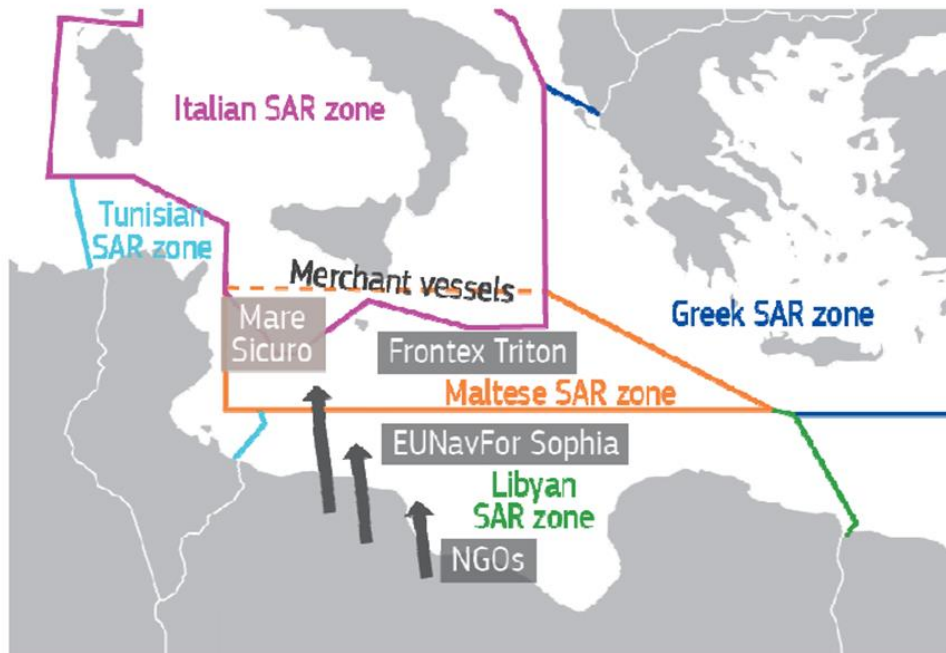 Italian SAR zone
Tunisian
SAR zone
Merchant vessels
Mare
Sicuro
Greek SAR zone
Frontex Triton
Maltese SAR zone
EUNavFor Sophia
Libyan
SAR zone
NGOs